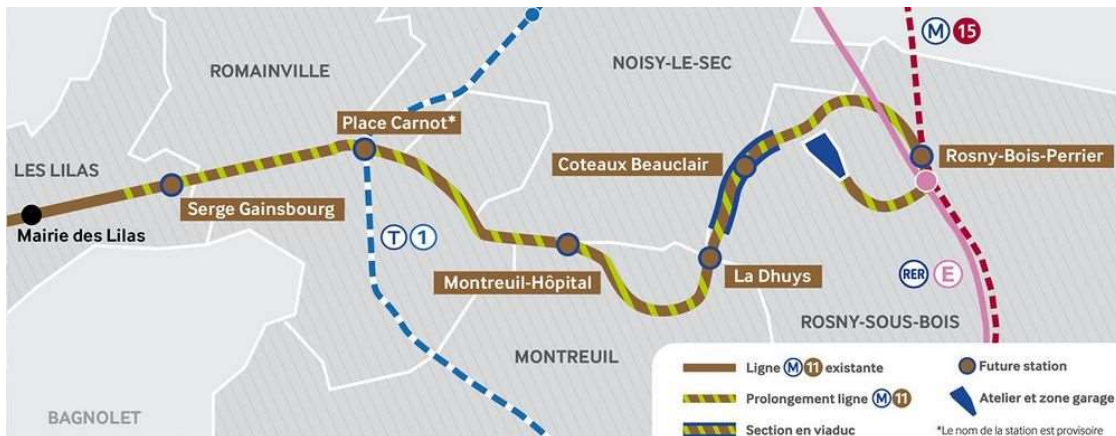 M 15
ROMAINVILLE
NOISY-LE-SEC
Place Carnot*
LES LILAS
Coteaux Beauclair
Rosny-Bois-Perrier
Serge Gainsbourg
Mairie des Lilas
T 1
Montreuil-Hôpital
La Dhuys
RER E
ROSNY-SOUS-BOIS
MONTREUIL
BAGNOLET
Ligne M 11 existante
Prolongement ligne M 11
Section en viaduc
Future station
Atelier et zone garage
*Le nom de la station est provisoire